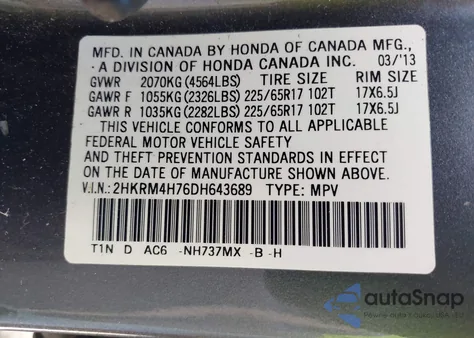 MFD. IN CANADA BY HONDA OF CANADA MFG.,
A DIVISION OF HONDA CANADA INC. 03/'13
GVWR 2070KG (4564LBS) TIRE SIZE RIM SIZE
GAWR F 1055KG (2326LBS) 225/65R17 102T 17X6.5J
GAWR R 1035KG (2282LBS) 225/65R17 102T 17X6.5J
THIS VEHICLE CONFORMS TO ALL APPLICABLE
FEDERAL MOTOR VEHICLE SAFETY
AND THEFT PREVENTION STANDARDS IN EFFECT
ON THE DATE OF MANUFACTURE SHOWN ABOVE.
V.I.N.: 2HKRM4H76DH643689 TYPE: MPV
T1N D AC6 -NH737MX -B -H
autoSnap